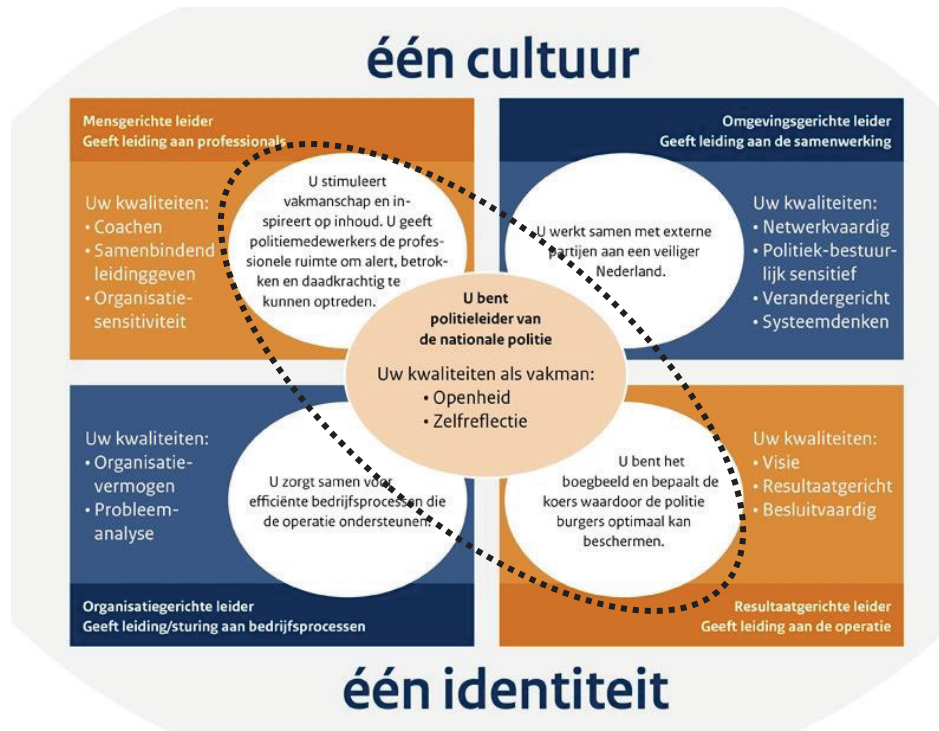 één cultuur
Mensgerichte leider
Geeft leiding aan professionals
Uw kwaliteiten:
• Coachen
• Samenbindend
leidinggeven
• Organisatie-
sensitiviteit
U stimuleert
vakmanschap en in-
spireert op inhoud. U geeft
politiemedewerkers de profes-
sionele ruimte om alert, betrok-
ken en daadkrachtig te
kunnen optreden.
Omgevingsgerichte leider
Geeft leiding aan de samenwerking
U werkt samen met externe
partijen aan een veiliger
Nederland.
Uw kwaliteiten:
• Netwerkvaardig
• Politiek-bestuur-
lijk sensitief
• Verandergericht
• Systeemdenken
U bent
politieleider van
de nationale politie
Uw kwaliteiten als vakman:
• Openheid
• Zelfreflectie
Uw kwaliteiten:
• Organisatie-
vermogen
• Probleem-
analyse
U zorgt samen voor
efficiënte bedrijfsprocessen die
de operatie ondersteunen.
Organisatiegerichte leider
Geeft leiding/sturing aan bedrijfsprocessen
U bent het
boegbeeld en bepaalt de
koers waardoor de politie
burgers optimaal kan
beschermen.
Uw kwaliteiten:
• Visie
• Resultaatgericht
• Besluitvaardig
Resultaatgerichte leider
Geeft leiding aan de operatie
één identiteit